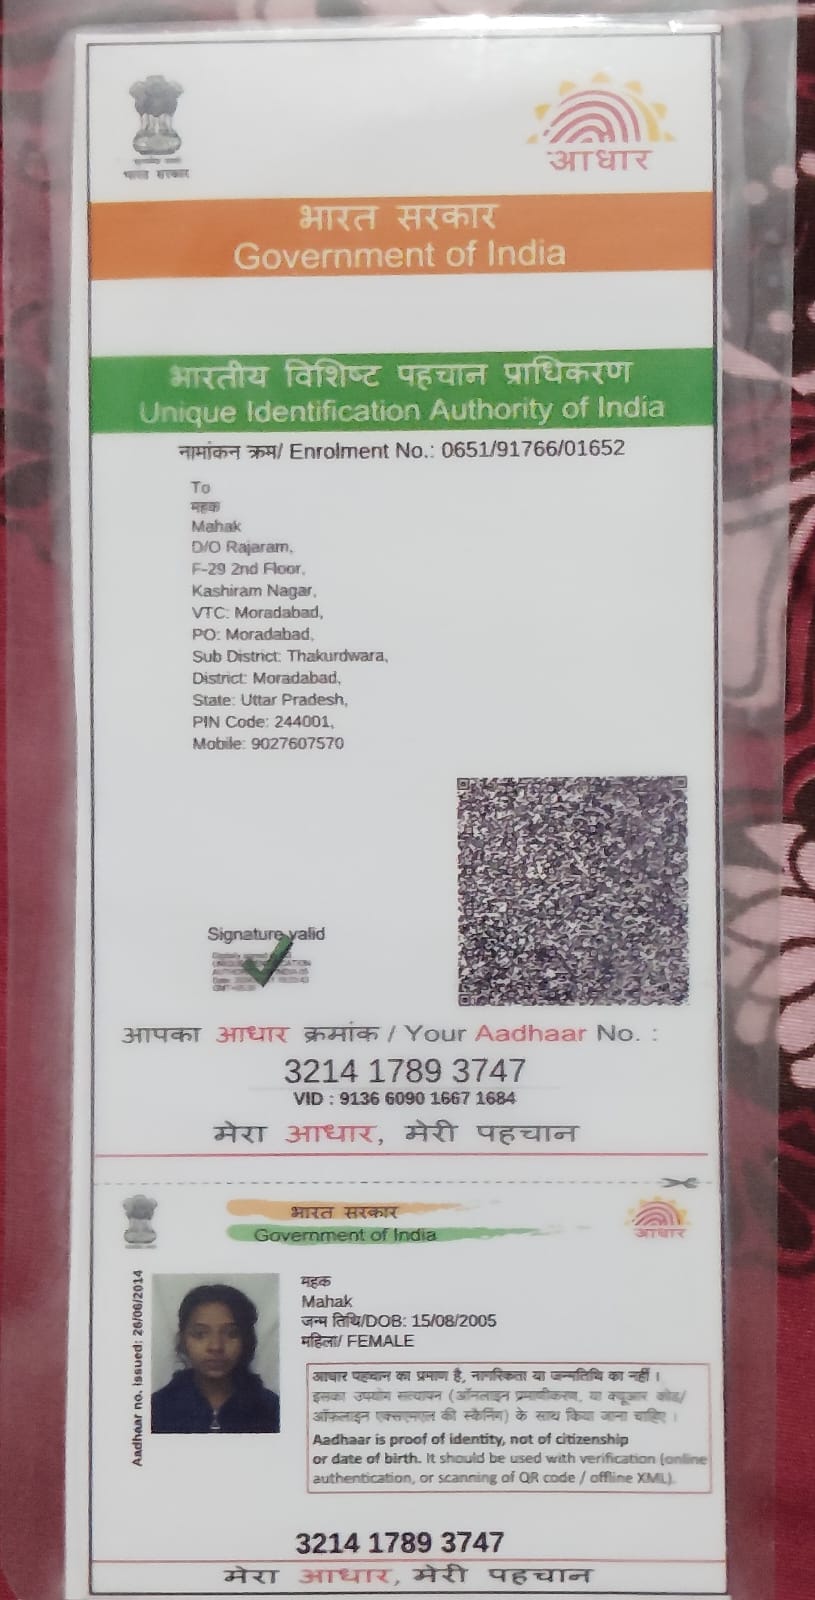 भारत सरकार
आधार
भारत सरकार
Government of India
भारतीय विशिष्ट पहचान प्राधिकरण
Unique Identification Authority of India
नामांकन क्रम/ Enrolment No.: 0651/91766/01652
To
महक
Mahak
D/O Rajaram,
F-29 2nd Floor,
Kashiram Nagar,
VTC: Moradabad,
PO: Moradabad,
Sub District: Thakurdwara,
District: Moradabad,
State: Uttar Pradesh,
PIN Code: 244001,
Mobile: 9027607570
Signature valid
आपका आधार क्रमांक / Your Aadhaar No. :
3214 1789 3747
VID : 9136 6090 1667 1684
मेरा आधार, मेरी पहचान
भारत सरकार
Government of India
आधार
Aadhaar no. issued: 26/06/2014
महक
Mahak
जन्म तिथि/DOB: 15/08/2005
महिला/ FEMALE
आधार पहचान का प्रमाण है, नागरिकता या जन्मतिथि का नहीं ।
इसका उपयोग सत्यापन (ऑनलाइन प्रमाणीकरण, या क्यूआर कोड/
ऑफ़लाइन एक्सएमएल की स्कैनिंग) के साथ किया जाना चाहिए ।
Aadhaar is proof of identity, not of citizenship
or date of birth. It should be used with verification (online
authentication, or scanning of QR code / offline XML).
3214 1789 3747
मेरा आधार, मेरी पहचान